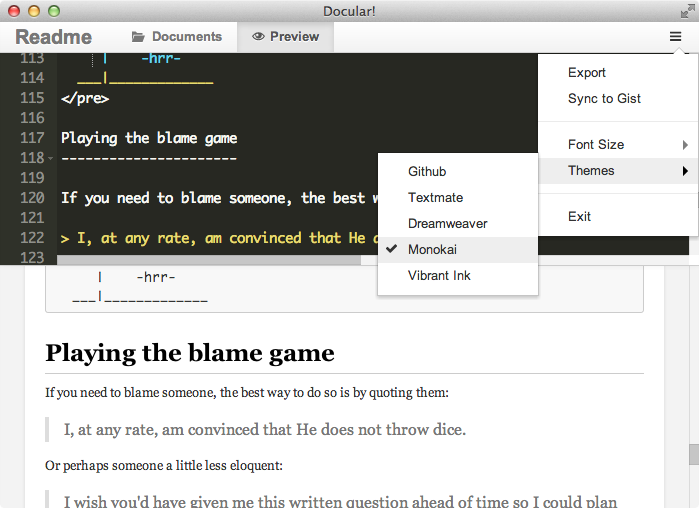 Docular!
Readme
Documents
Preview
113 | -hrr-
114 ___|_____________
115 </pre>
116
117 Playing the blame game
118 ----------------------
119
120 If you need to blame someone, the best w
121
122 > I, at any rate, am convinced that He
123
Export
Sync to Gist
Font Size
Themes
Exit
Github
Textmate
Dreamweaver
Monokai
Vibrant Ink
| -hrr-
___|_____________
Playing the blame game
If you need to blame someone, the best way to do so is by quoting them:
I, at any rate, am convinced that He does not throw dice.
Or perhaps someone a little less eloquent:
I wish you'd have given me this written question ahead of time so I could plan